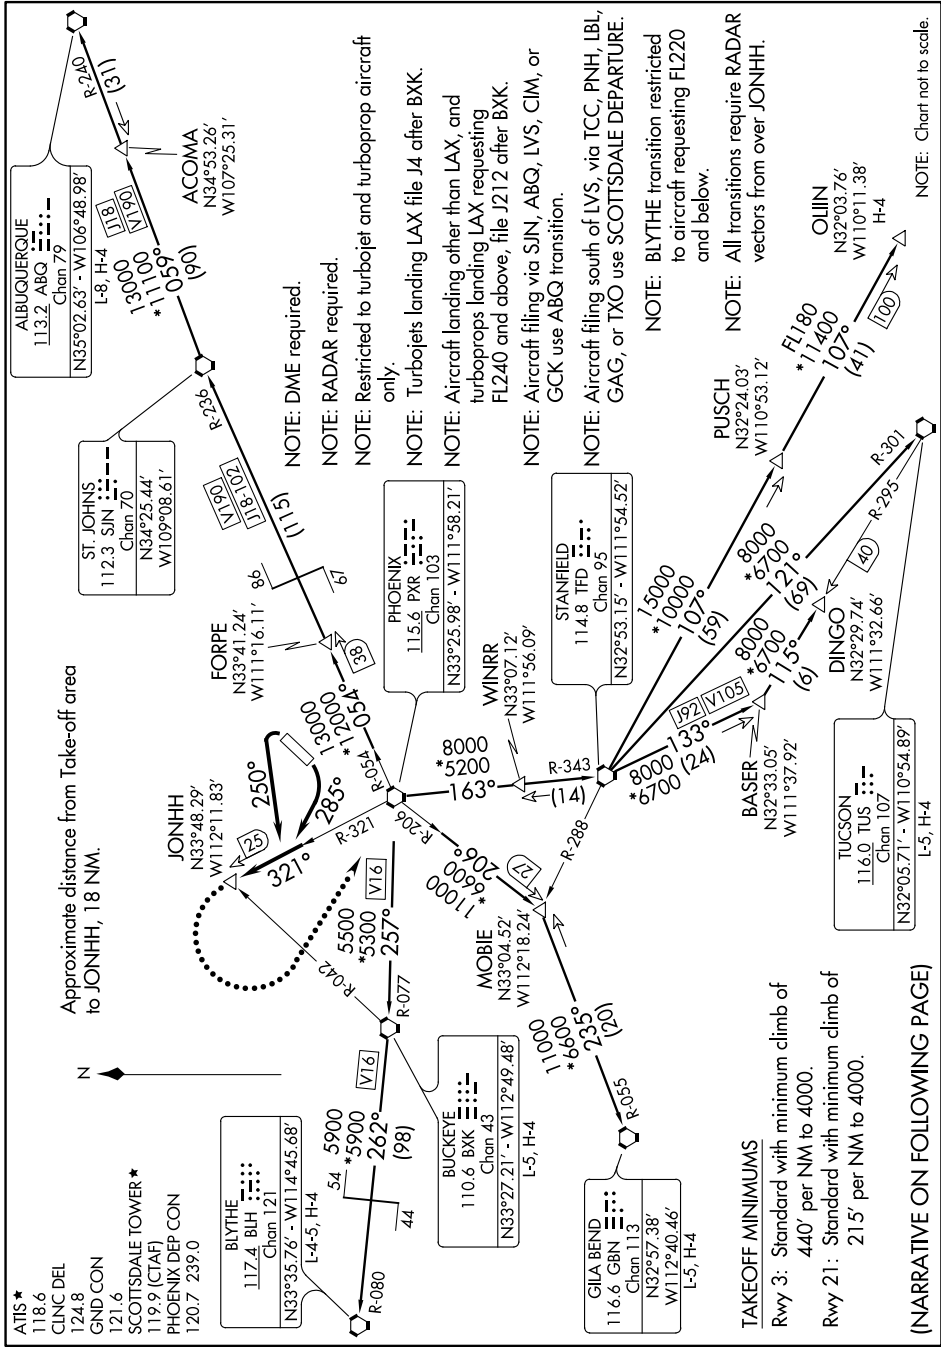 ATIS ★
118.6
CLNC DEL
124.8
GND CON
121.6
SCOTTSDALE TOWER ★
119.9 (CTAF)
PHOENIX DEP CON
120.7 239.0
N
Approximate distance from Take-off area
to JONHH, 18 NM.
ALBUQUERQUE
113.2 ABQ
Chan 79
N35°02.63′ - W106°48.98′
L-8, H-4
R-240
(31)
ACOMA
N34°53.26′
W107°25.31′
J18
V190
13000
*11100
059°
(90)
ST. JOHNS
112.3 SJN
Chan 70
N34°25.44′
W109°08.61′
R-236
V190
J18-102
(115)
98
67
FORPE
N33°41.24′
W111°16.11′
38
13000
*12000
054°
R-054
JONHH
N33°48.29′
W112°11.83′
25
250°
285°
321°
R-321
PHOENIX
115.6 PXR
Chan 103
N33°25.98′ - W111°58.21′
BLYTHE
117.4 BLH
Chan 121
N33°35.76′ - W114°45.68′
L-4-5, H-4
R-080
54
44
5900
*5900
262°
(98)
V16
R-042
BUCKEYE
110.6 BXK
Chan 43
N33°27.21′ - W112°49.48′
L-5, H-4
R-077
V16
5500
*5300
257°
R-206
11000
*6600
206°
27
MOBIE
N33°04.52′
W112°18.24′
R-288
11000
*6600
235°
(20)
R-055
GILA BEND
116.6 GBN
Chan 113
N32°57.38′
W112°40.46′
L-5, H-4
8000
*5200
163°
WINRR
N33°07.12′
W111°56.09′
R-343
(14)
STANFIELD
114.8 TFD
Chan 95
N32°53.15′ - W111°54.52′
15000
*10000
107°
(59)
PUSCH
N32°24.03′
W110°53.12′
FL180
*11400
107°
(41)
100
OLIIN
N32°03.76′
W110°11.38′
H-4
8000
*6700
121°
(69)
R-301
R-295
40
J92
V105
133°
8000
*6700
(24)
BASER
N32°33.05′
W111°37.92′
8000
*6700
115°
(6)
DINGO
N32°29.74′
W111°32.66′
TUCSON
116.0 TUS
Chan 107
N32°05.71′ - W110°54.89′
L-5, H-4
NOTE: DME required.
NOTE: RADAR required.
NOTE: Restricted to turbojet and turboprop aircraft
only.
NOTE: Turbojets landing LAX file J4 after BXK.
NOTE: Aircraft landing other than LAX, and
turboprops landing LAX requesting
FL240 and above, file J212 after BXK.
NOTE: Aircraft filing via SJN, ABQ, LVS, CIM, or
GCK use ABQ transition.
NOTE: Aircraft filing south of LVS, via TCC, PNH, LBL,
GAG, or TXO use SCOTTSDALE DEPARTURE.
NOTE: BLYTHE transition restricted
to aircraft requesting FL220
and below.
NOTE: All transitions require RADAR
vectors from over JONHH.
NOTE: Chart not to scale.
TAKEOFF MINIMUMS
Rwy 3: Standard with minimum climb of
440′ per NM to 4000.
Rwy 21: Standard with minimum climb of
215′ per NM to 4000.
(NARRATIVE ON FOLLOWING PAGE)